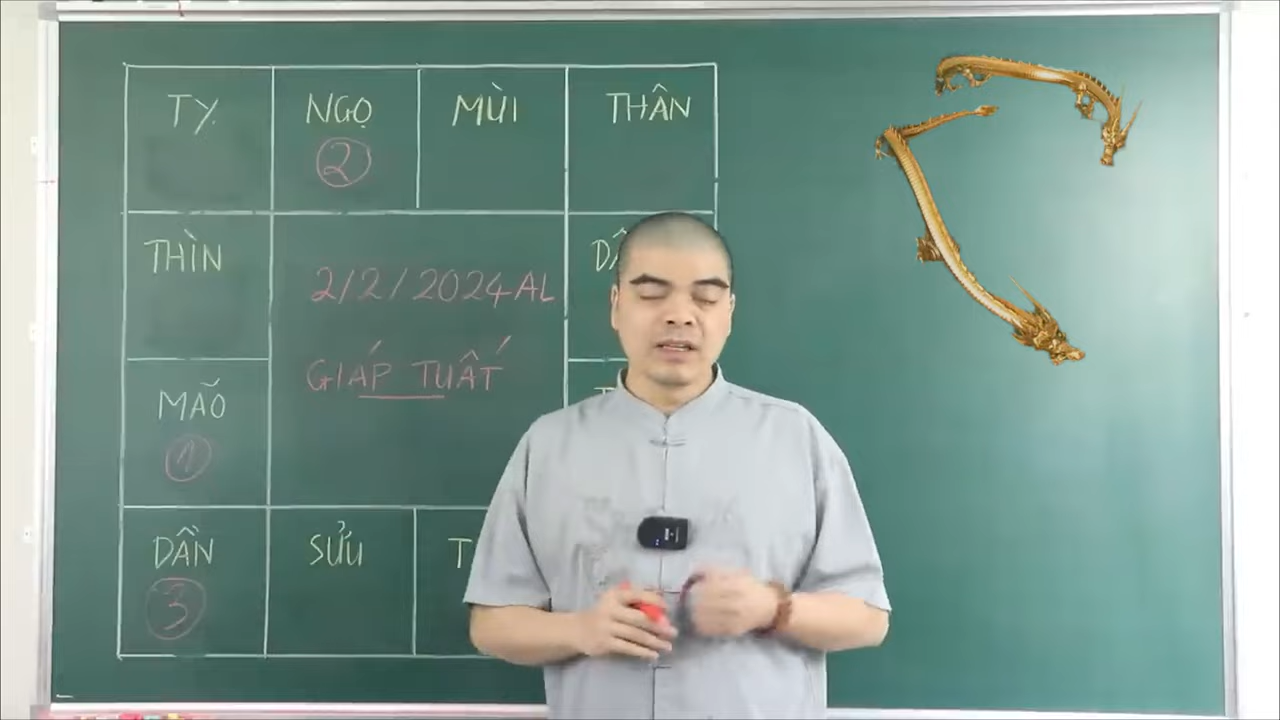 TỴ NGỌ MÙI THÂN
②
THÌN
2/2/2024 AL
GIÁP TUẤT
MÃO
①
DẦN SỬU
③